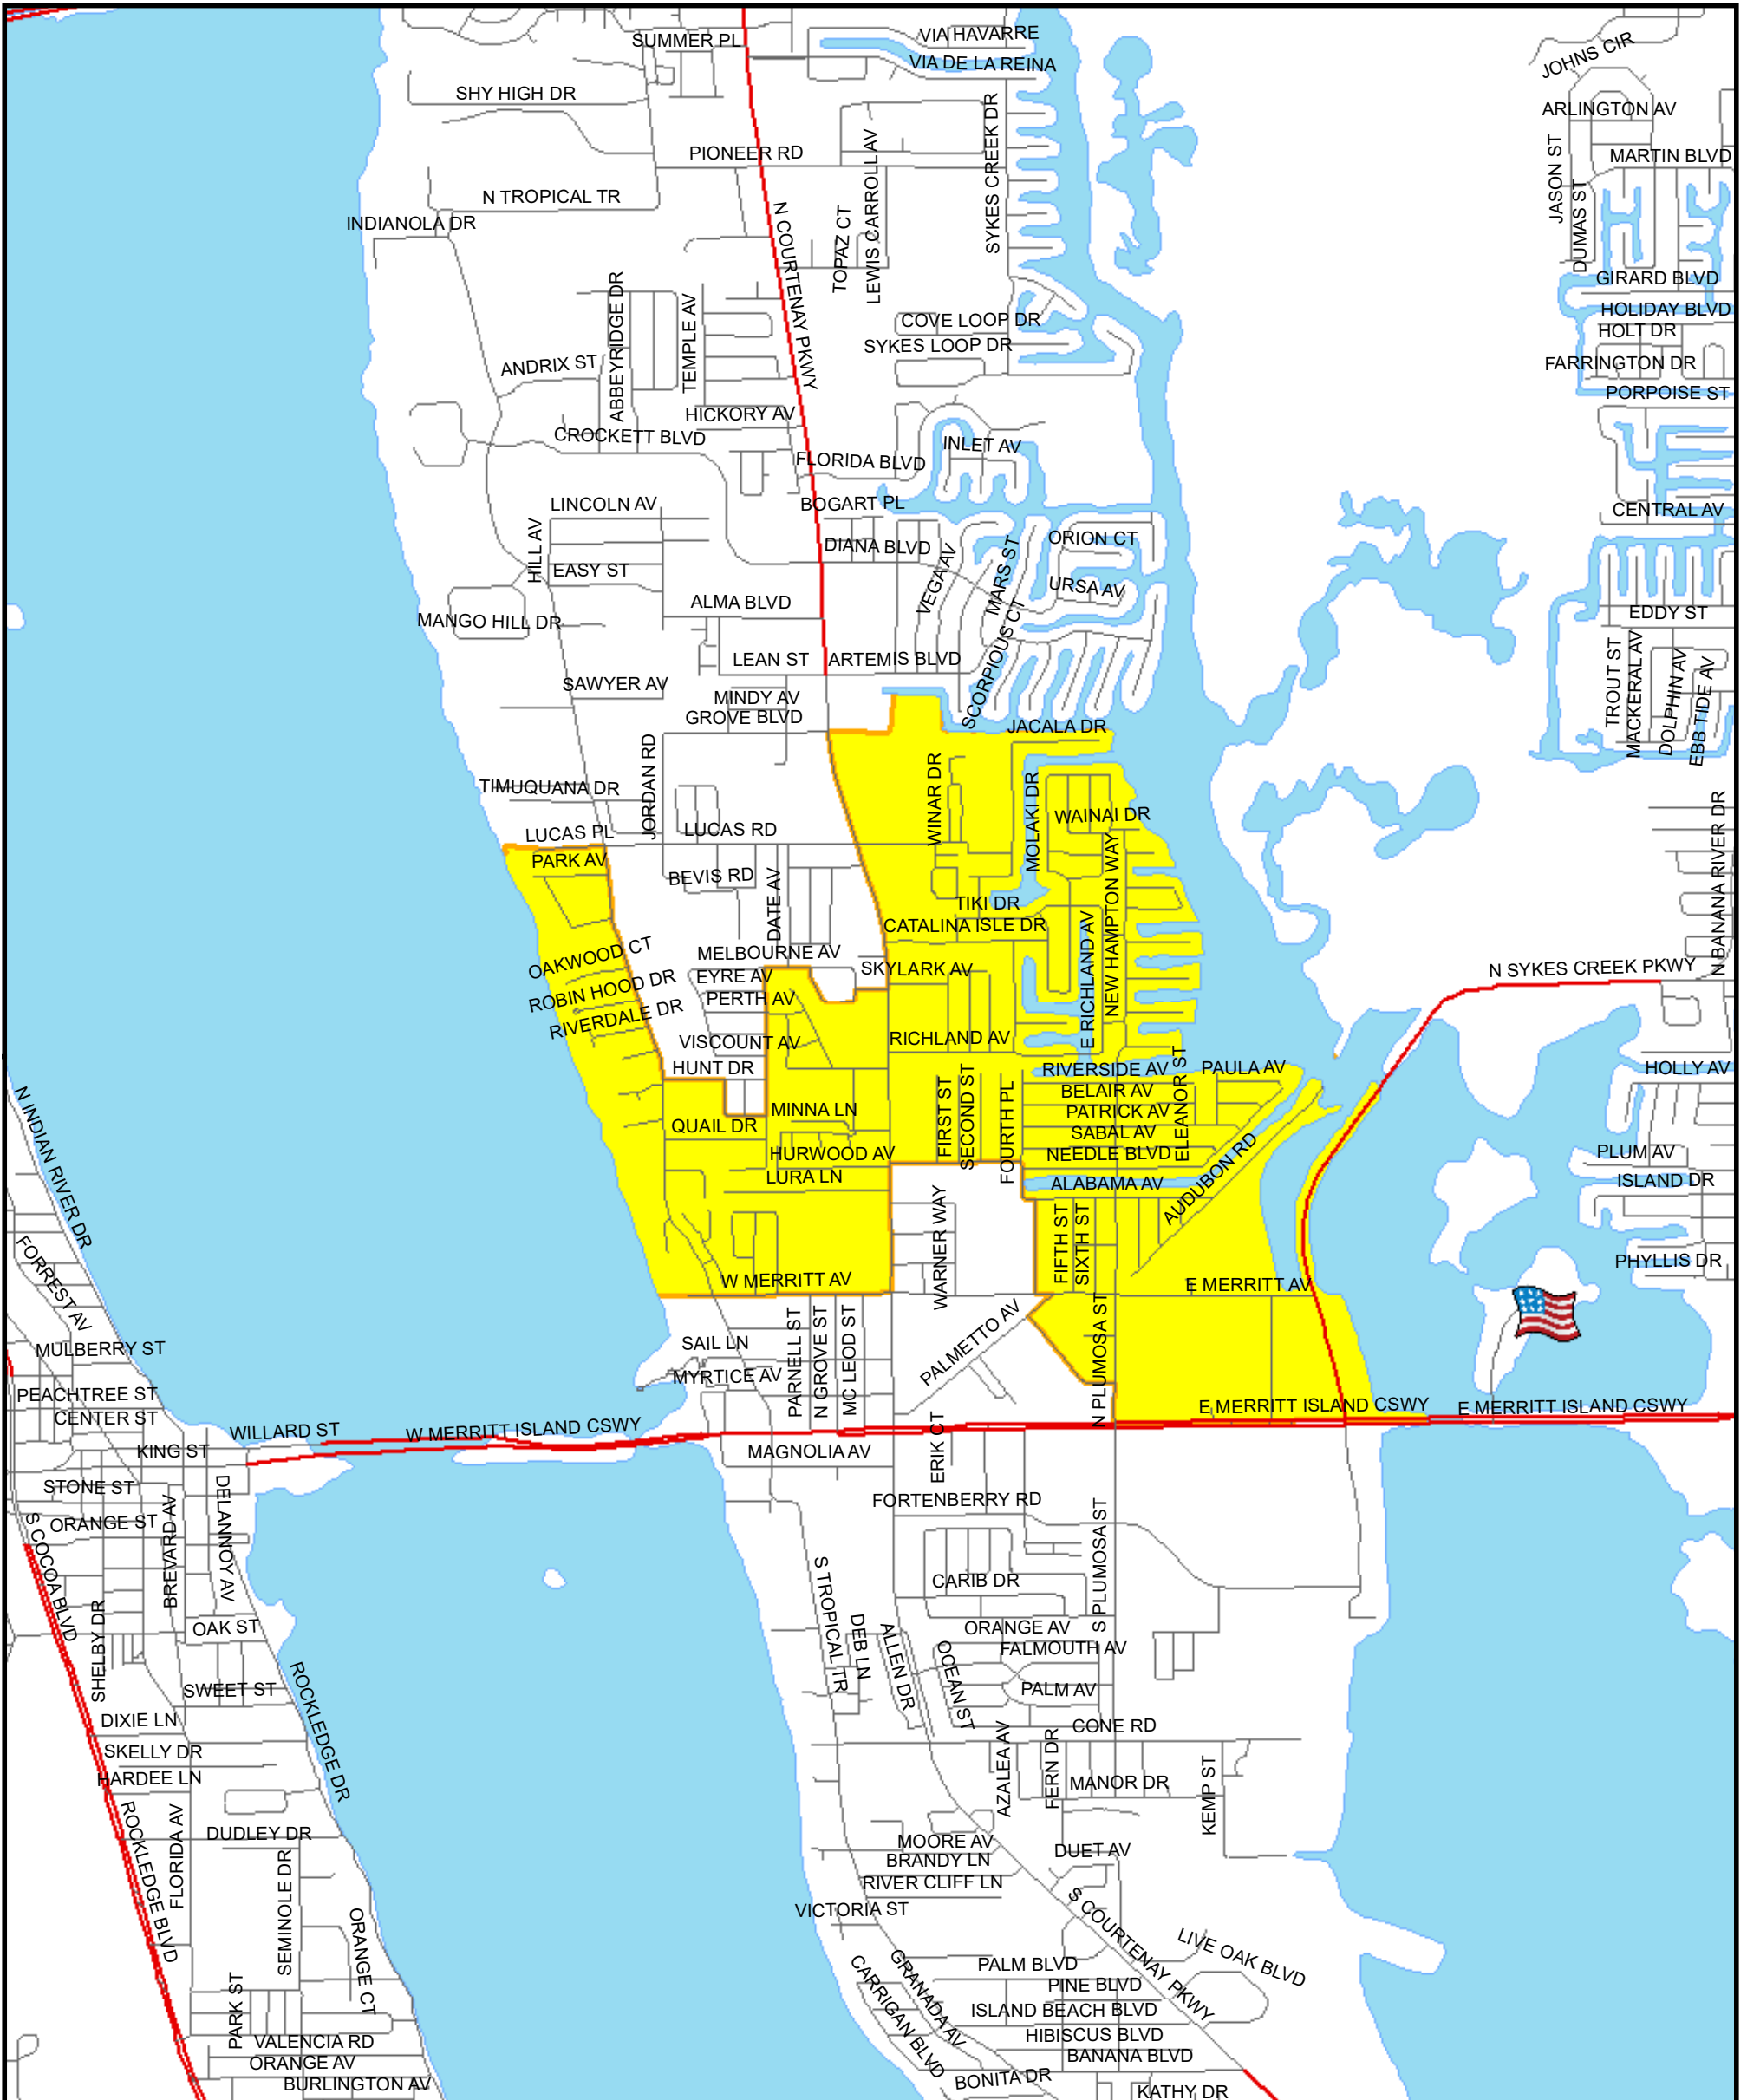 SUMMER PL
VIA HAVARRE
VIA DE LA REINA
JOHNS CIR
SHY HIGH DR
ARLINGTON AV
PIONEER RD
LEWIS CARROLL AV
SYKES CREEK DR
JASON ST
MARTIN BLVD
N TROPICAL TR
INDIANOLA DR
N COURTENAY PKWY
TOPAZ CT
DUMAS ST
GIRARD BLVD
HOLIDAY BLVD
ABBEYRIDGE DR
TEMPLE AV
COVE LOOP DR
HOLT DR
SYKES LOOP DR
ANDRIX ST
FARRINGTON DR
PORPOISE ST
HICKORY AV
CROCKETT BLVD
INLET AV
FLORIDA BLVD
LINCOLN AV
BOGART PL
CENTRAL AV
HILL AV
DIANA BLVD
VEGA AV
MARS ST
ORION CT
EASY ST
URSA AV
ALMA BLVD
EDDY ST
MANGO HILL DR
SCORPIOUS CT
LEAN ST
ARTEMIS BLVD
TROUT ST
MACKERAL AV
DOLPHIN AV
EBB TIDE AV
SAWYER AV
MINDY AV
GROVE BLVD
JACALA DR
JORDAN RD
TIMUQUANA DR
WINAR DR
MOLAKI DR
WAINAI DR
LUCAS PL
LUCAS RD
N BANANA RIVER DR
PARK AV
BEVIS RD
DATE AV
NEW HAMPTON WAY
TIKI DR
CATALINA ISLE DR
E RICHLAND AV
OAKWOOD CT
MELBOURNE AV
SKYLARK AV
N SYKES CREEK PKWY
EYRE AV
ROBIN HOOD DR
PERTH AV
RIVERDALE DR
VISCOUNT AV
RICHLAND AV
HUNT DR
RIVERSIDE AV
ELEANOR ST
PAULA AV
HOLLY AV
N INDIAN RIVER DR
FIRST ST
SECOND ST
FOURTH PL
BELAIR AV
MINNA LN
PATRICK AV
QUAIL DR
SABAL AV
HURWOOD AV
NEEDLE BLVD
AUDUBON RD
PLUM AV
LURA LN
ALABAMA AV
ISLAND DR
FORREST AV
WARNER WAY
FIFTH ST
SIXTH ST
PHYLLIS DR
W MERRITT AV
E MERRITT AV
PARNELL ST
N GROVE ST
MC LEOD ST
PALMETTO AV
N PLUMOSA ST
MULBERRY ST
SAIL LN
MYRTICE AV
PEACHTREE ST
CENTER ST
E MERRITT ISLAND CSWY
E MERRITT ISLAND CSWY
WILLARD ST
W MERRITT ISLAND CSWY
KING ST
MAGNOLIA AV
ERIK CT
STONE ST
DELANNOY AV
FORTENBERRY RD
S COCOA BLVD
ORANGE ST
BREVARD AV
S PLUMOSA ST
S TROPICAL TR
CARIB DR
SHELBY DR
OAK ST
DEB LN
ALLEN DR
ORANGE AV
OCEAN ST
FALMOUTH AV
ROCKLEDGE DR
SWEET ST
PALM AV
DIXIE LN
CONE RD
SKELLY DR
AZALEA AV
FERN DR
HARDEE LN
MANOR DR
KEMP ST
ROCKLEDGE BLVD
FLORIDA AV
DUDLEY DR
MOORE AV
DUET AV
SEMINOLE DR
BRANDY LN
RIVER CLIFF LN
VICTORIA ST
S COURTENAY PKWY
ORANGE CT
LIVE OAK BLVD
CARRIGAN BLVD
GRANADA AV
PALM BLVD
PARK ST
PINE BLVD
ISLAND BEACH BLVD
VALENCIA RD
HIBISCUS BLVD
ORANGE AV
BANANA BLVD
BURLINGTON AV
BONITA DR
KATHY DR